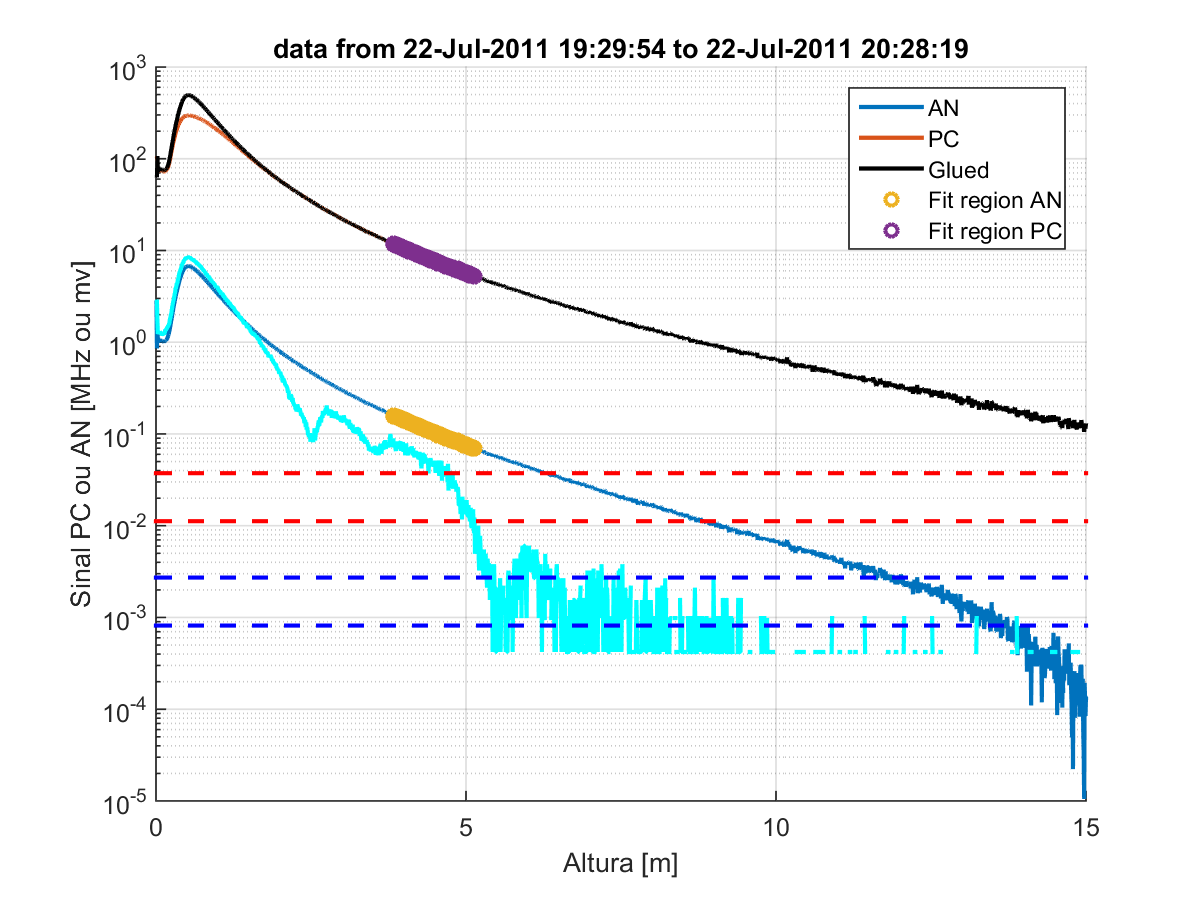 data from 22-Jul-2011 19:29:54 to 22-Jul-2011 20:28:19
AN
PC
Glued
Fit region AN
Fit region PC
Sinal PC ou AN [MHz ou mv]
10^3
10^2
10^1
10^0
10^-1
10^-2
10^-3
10^-4
10^-5
0 5 10 15
Altura [m]